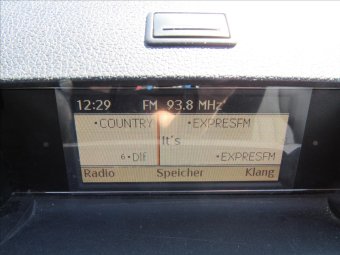 12:29 FM 93.8 MHz
•COUNTRY •EXPRESFM
It's
6•DIF •EXPRESFM
Radio Speicher Klang